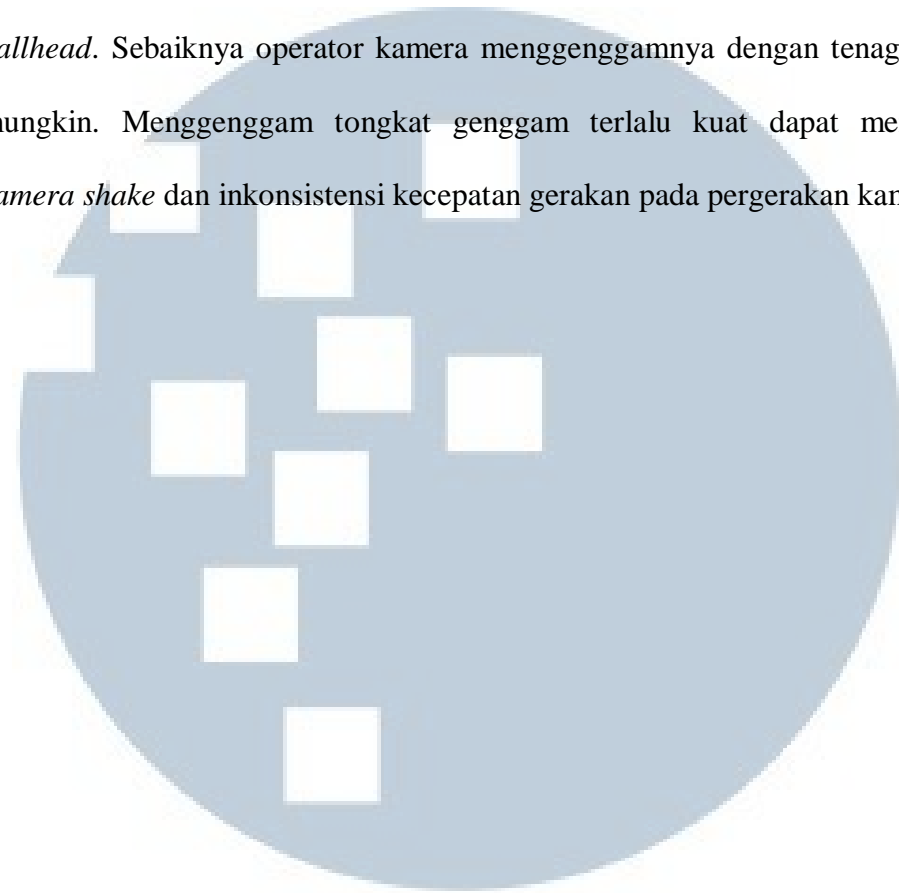 allhead. Sebaiknya operator kamera menggenggamnya dengan tenag
mungkin. Menggenggam tongkat genggam terlalu kuat dapat me
amera shake dan inkonsistensi kecepatan gerakan pada pergerakan kam